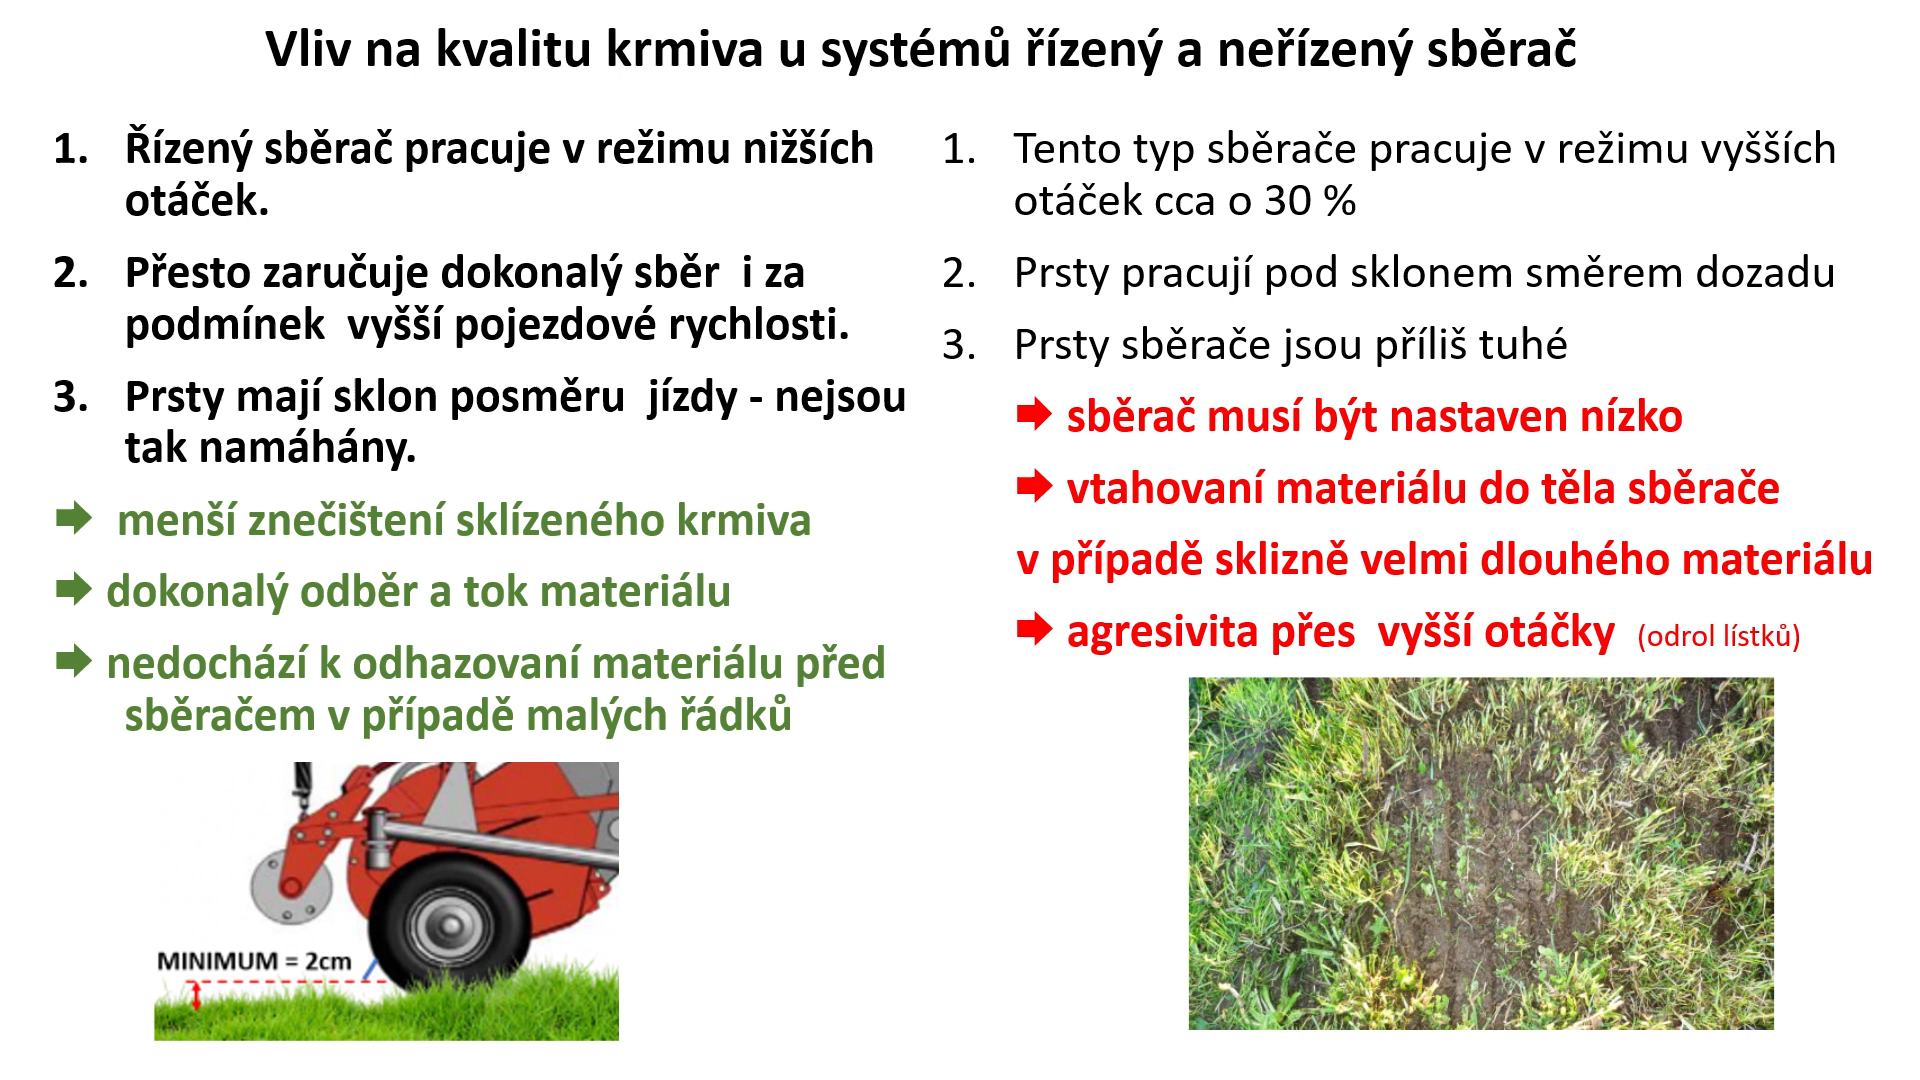 Vliv na kvalitu krmiva u systémů řízený a neřízený sběrač
1. Řízený sběrač pracuje v režimu nižších
otáček.
2. Přesto zaručuje dokonalý sběr i za
podmínek vyšší pojezdové rychlosti.
3. Prsty mají sklon posměru jízdy - nejsou
tak namáhány.
➡ menší znečištení sklízeného krmiva
➡ dokonalý odběr a tok materiálu
➡ nedochází k odhazovaní materiálu před
sběračem v případě malých řádků
MINIMUM = 2cm
1. Tento typ sběrače pracuje v režimu vyšších
otáček cca o 30 %
2. Prsty pracují pod sklonem směrem dozadu
3. Prsty sběrače jsou příliš tuhé
➡ sběrač musí být nastaven nízko
➡ vtahovaní materiálu do těla sběrače
v případě sklizně velmi dlouhého materiálu
➡ agresivita přes vyšší otáčky (odrol lístků)